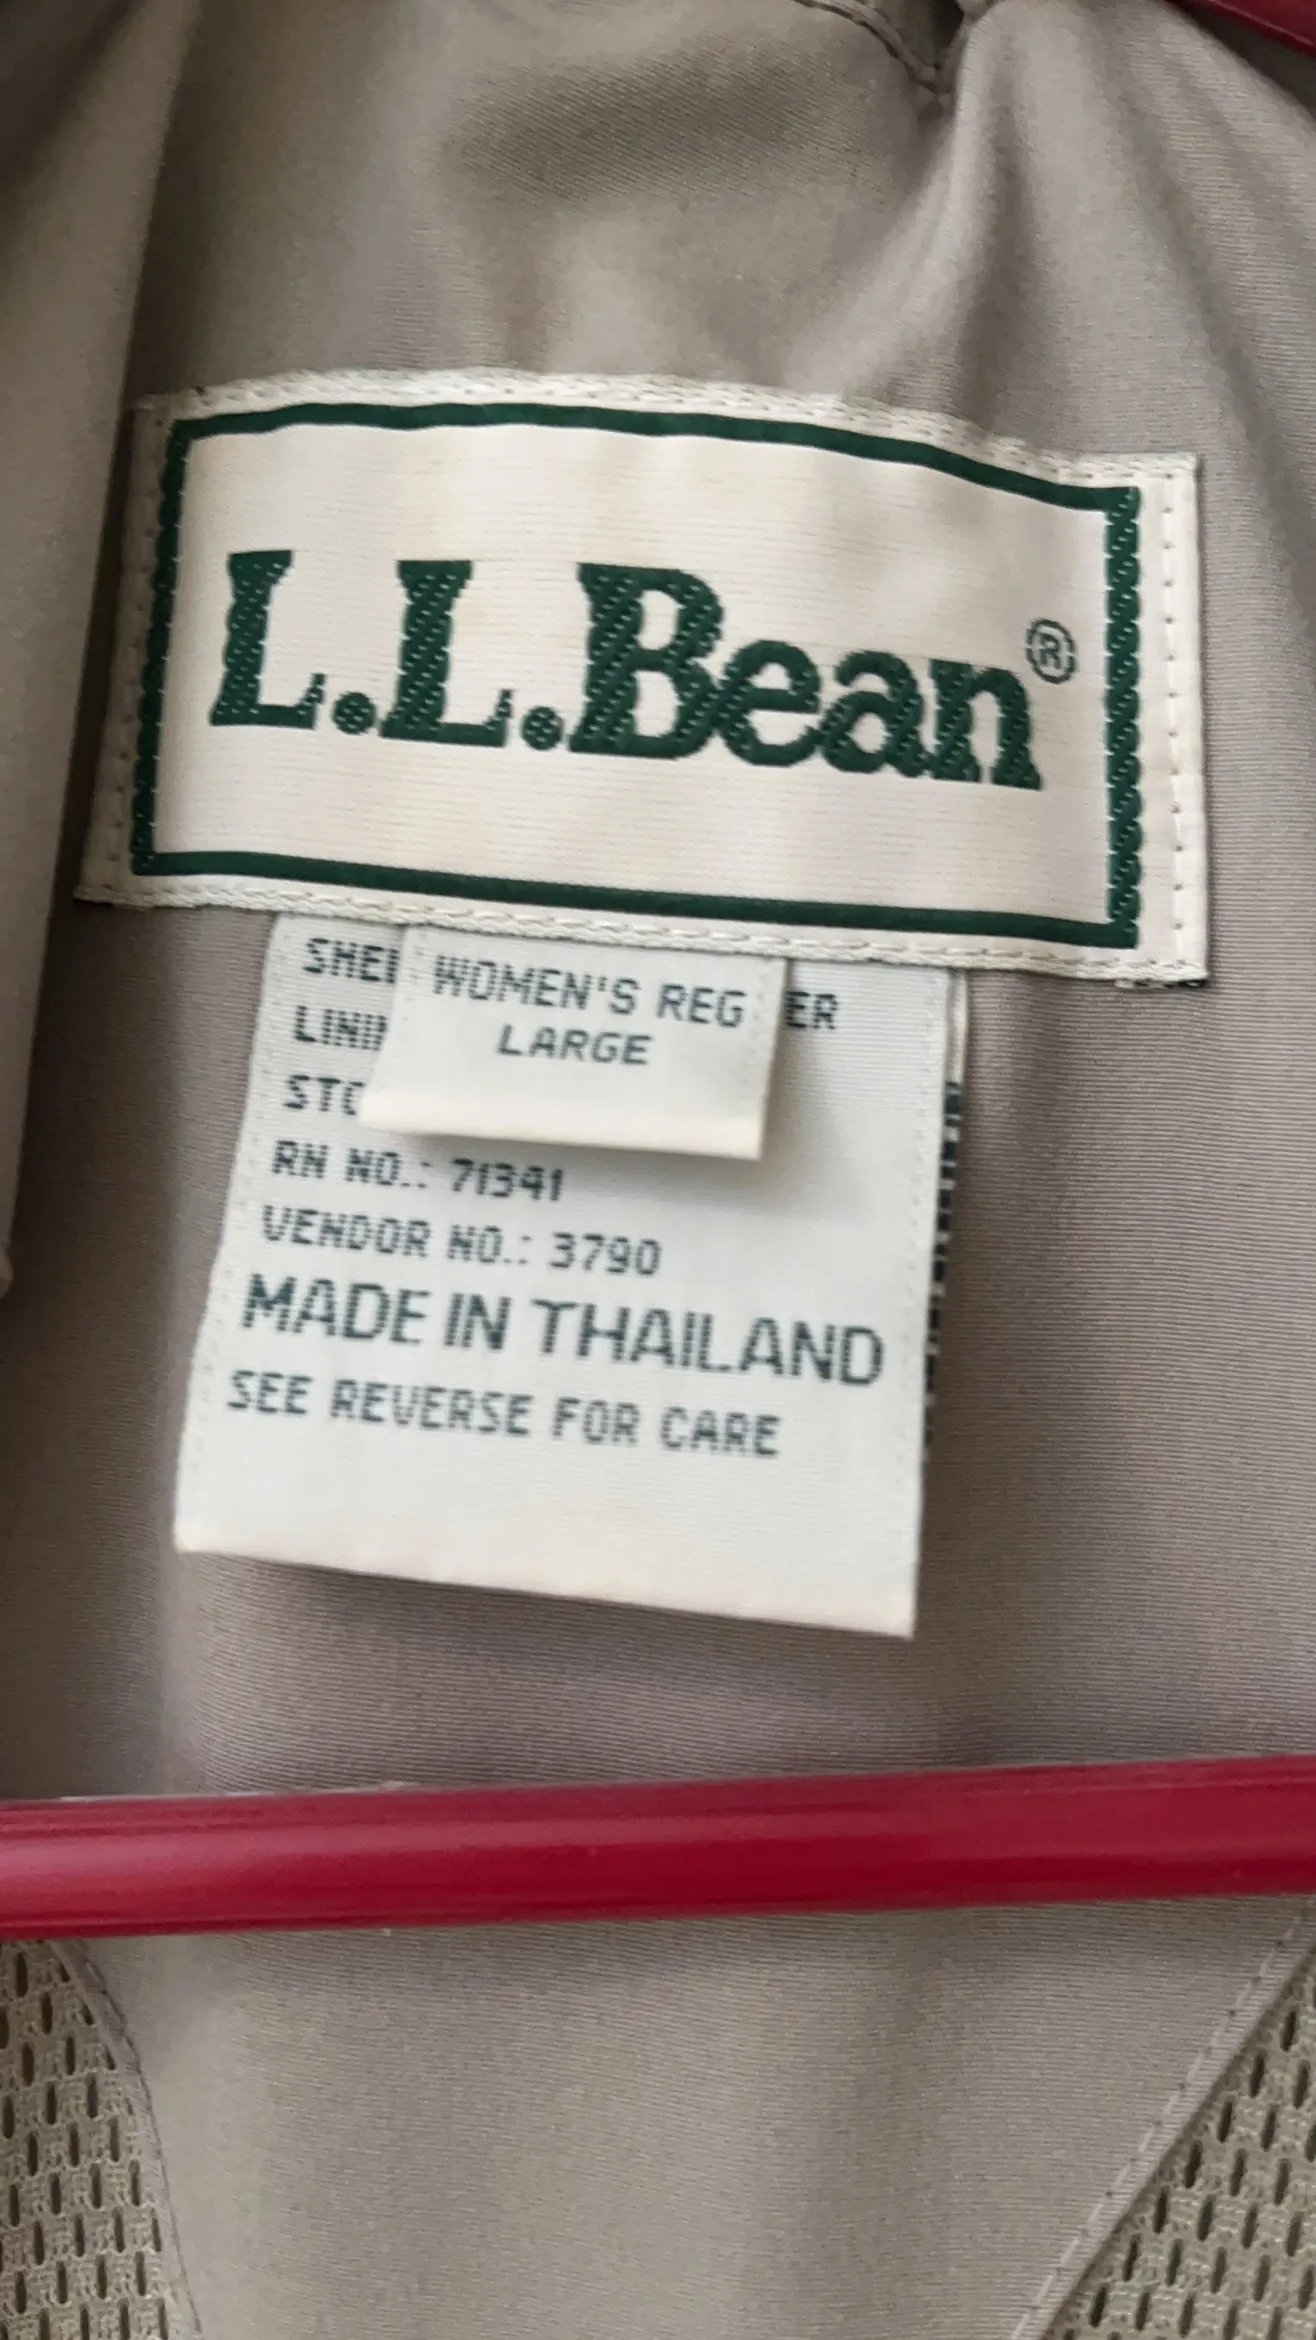 L.L.Bean®
WOMEN'S REG
LARGE
RN NO.: 71341
VENDOR NO.: 3790
MADE IN THAILAND
SEE REVERSE FOR CARE